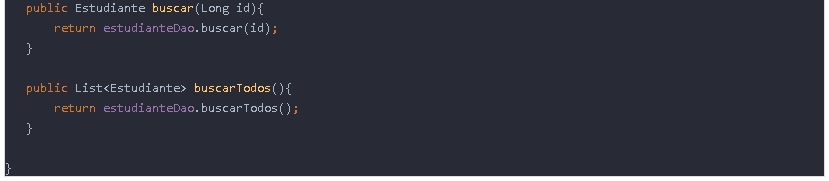 public Estudiante buscar(Long id){
return estudianteDao.buscar(id);
}
public List<Estudiante> buscarTodos(){
return estudianteDao.buscarTodos();
}
}